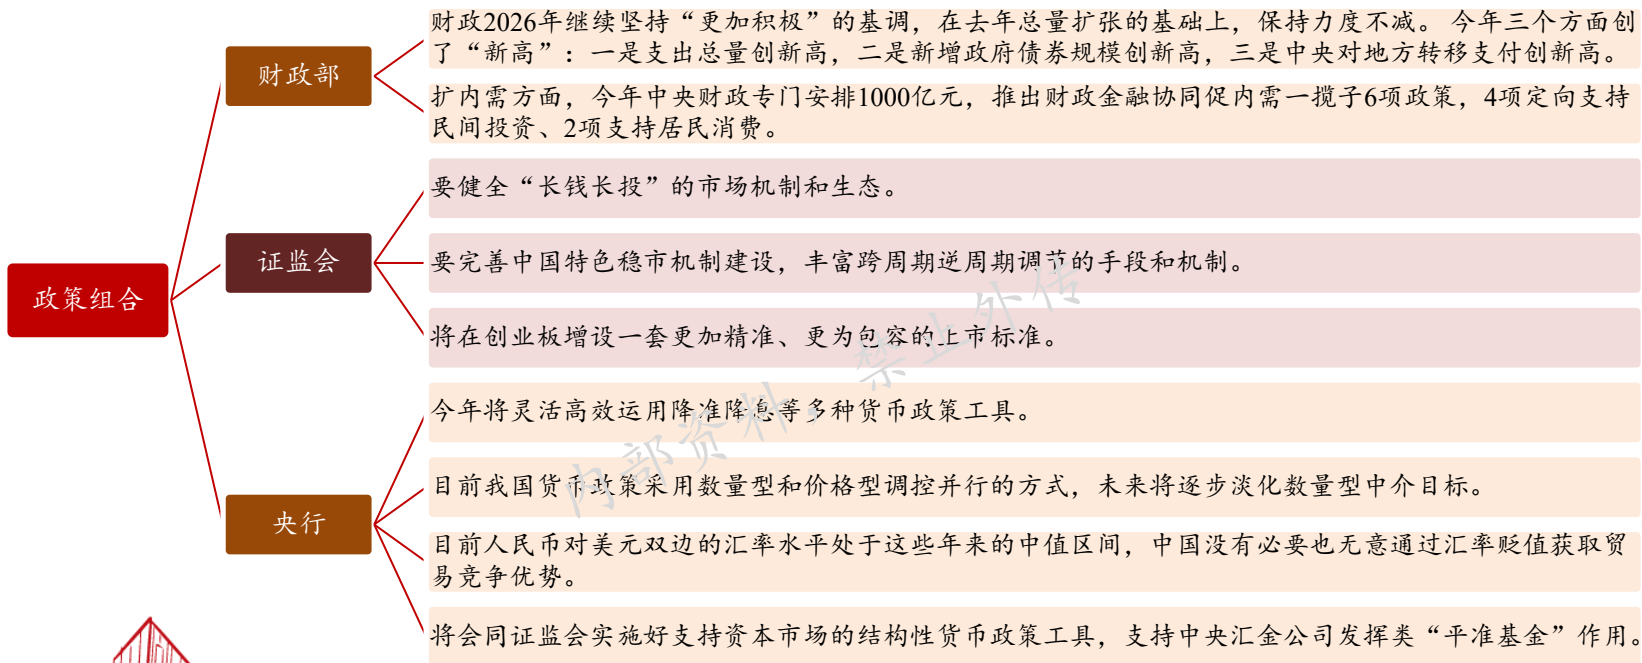 财政2026年继续坚持“更加积极”的基调，在去年总量扩张的基础上，保持力度不减。 今年三个方面创
了“新高”：一是支出总量创新高，二是新增政府债券规模创新高，三是中央对地方转移支付创新高。
财政部
扩内需方面，今年中央财政专门安排1000亿元，推出财政金融协同促内需一揽子6项政策，4项定向支持
民间投资、2项支持居民消费。
要健全“长钱长投”的市场机制和生态。
证监会
要完善中国特色稳市机制建设，丰富跨周期逆周期调节的手段和机制。
政策组合
将在创业板增设一套更加精准、更为包容的上市标准。
今年将灵活高效运用降准降息等多种货币政策工具。
目前我国货币政策采用数量型和价格型调控并行的方式，未来将逐步淡化数量型中介目标。
央行
目前人民币对美元双边的汇率水平处于这些年来的中值区间，中国没有必要也无意通过汇率贬值获取贸
易竞争优势。
将会同证监会实施好支持资本市场的结构性货币政策工具，支持中央汇金公司发挥类“平准基金”作用。
内部资料，禁止外传